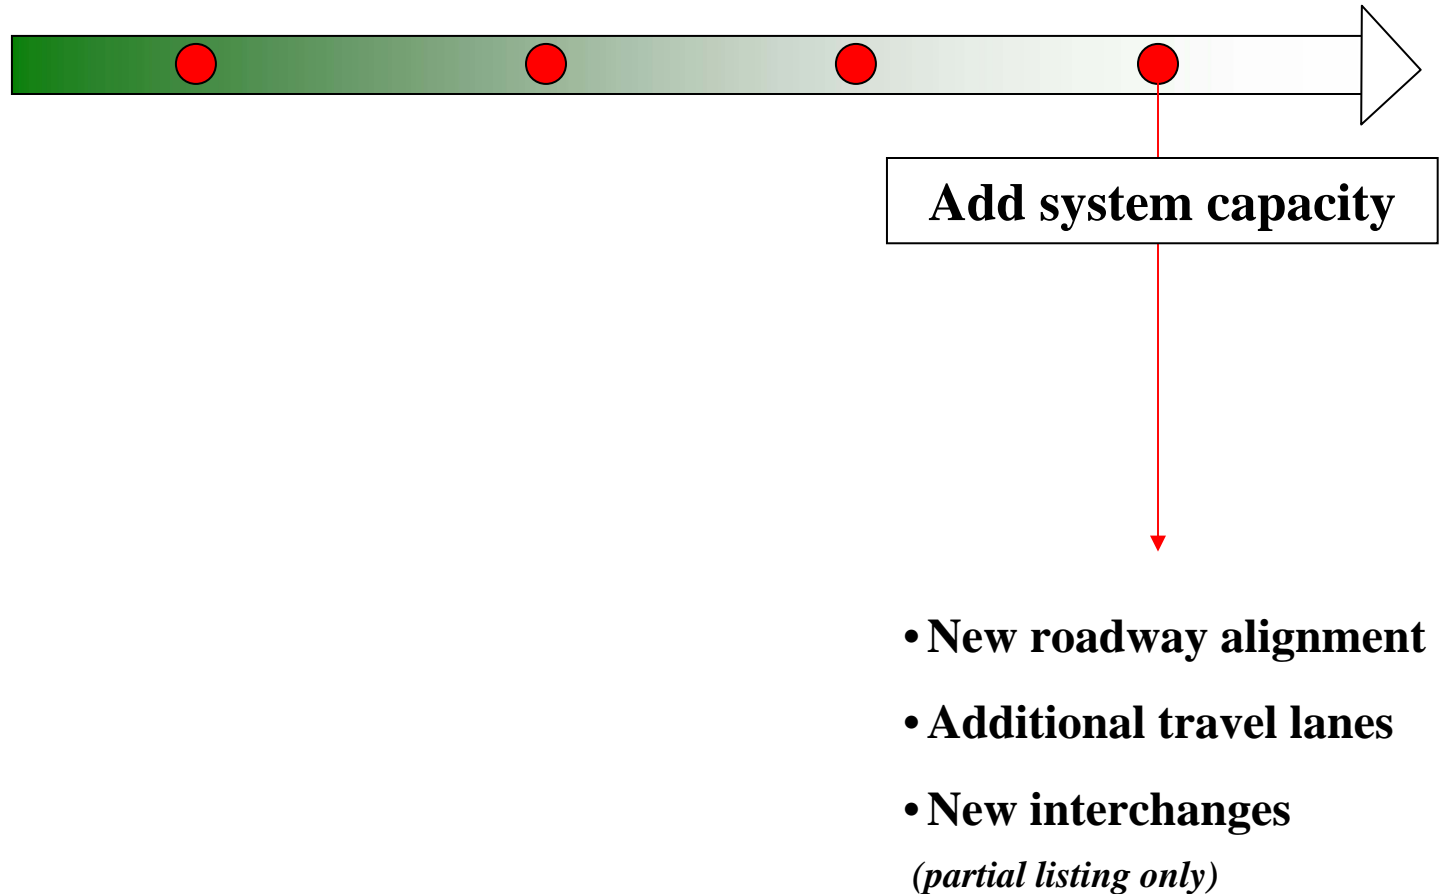 Add system capacity
• New roadway alignment
• Additional travel lanes
• New interchanges
(partial listing only)